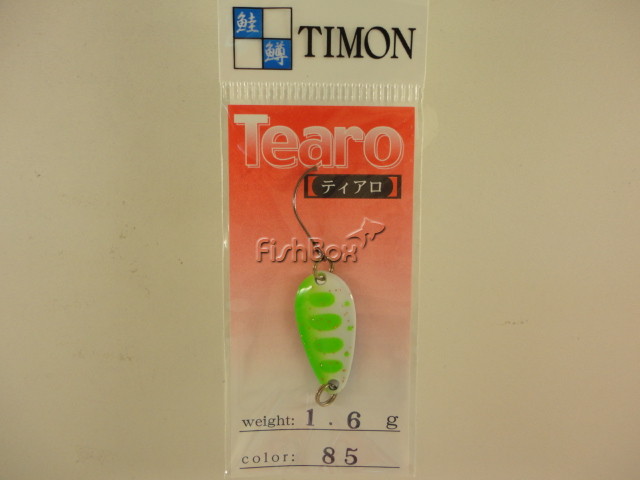 鮭
鱒
TIMON
Tearo
【ティアロ】
FishBox
weight: 1.6 g
color: 85